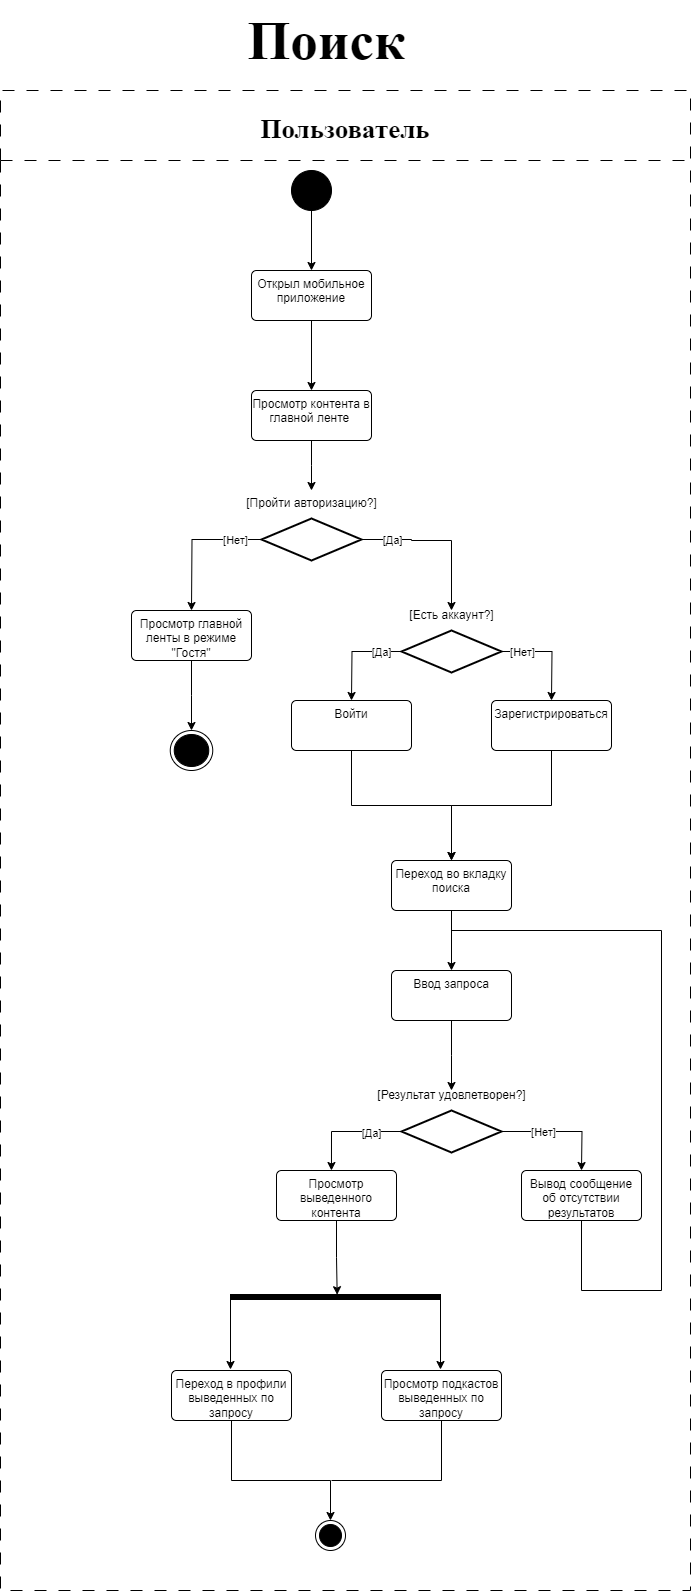 Поиск
Пользователь
Открыл мобильное
приложение
Просмотр контента в
главной ленте
[Пройти авторизацию?]
[Нет]
[Да]
Просмотр главной
ленты в режиме
"Гостя"
[Есть аккаунт?]
[Да]
[Нет]
Войти
Зарегистрироваться
Переход во вкладку
поиска
Ввод запроса
[Результат удовлетворен?]
[Да]
[Нет]
Просмотр
выведенного
контента
Вывод сообщение
об отсутствии
результатов
Переход в профили
выведенных по
запросу
Просмотр подкастов
выведенных по
запросу